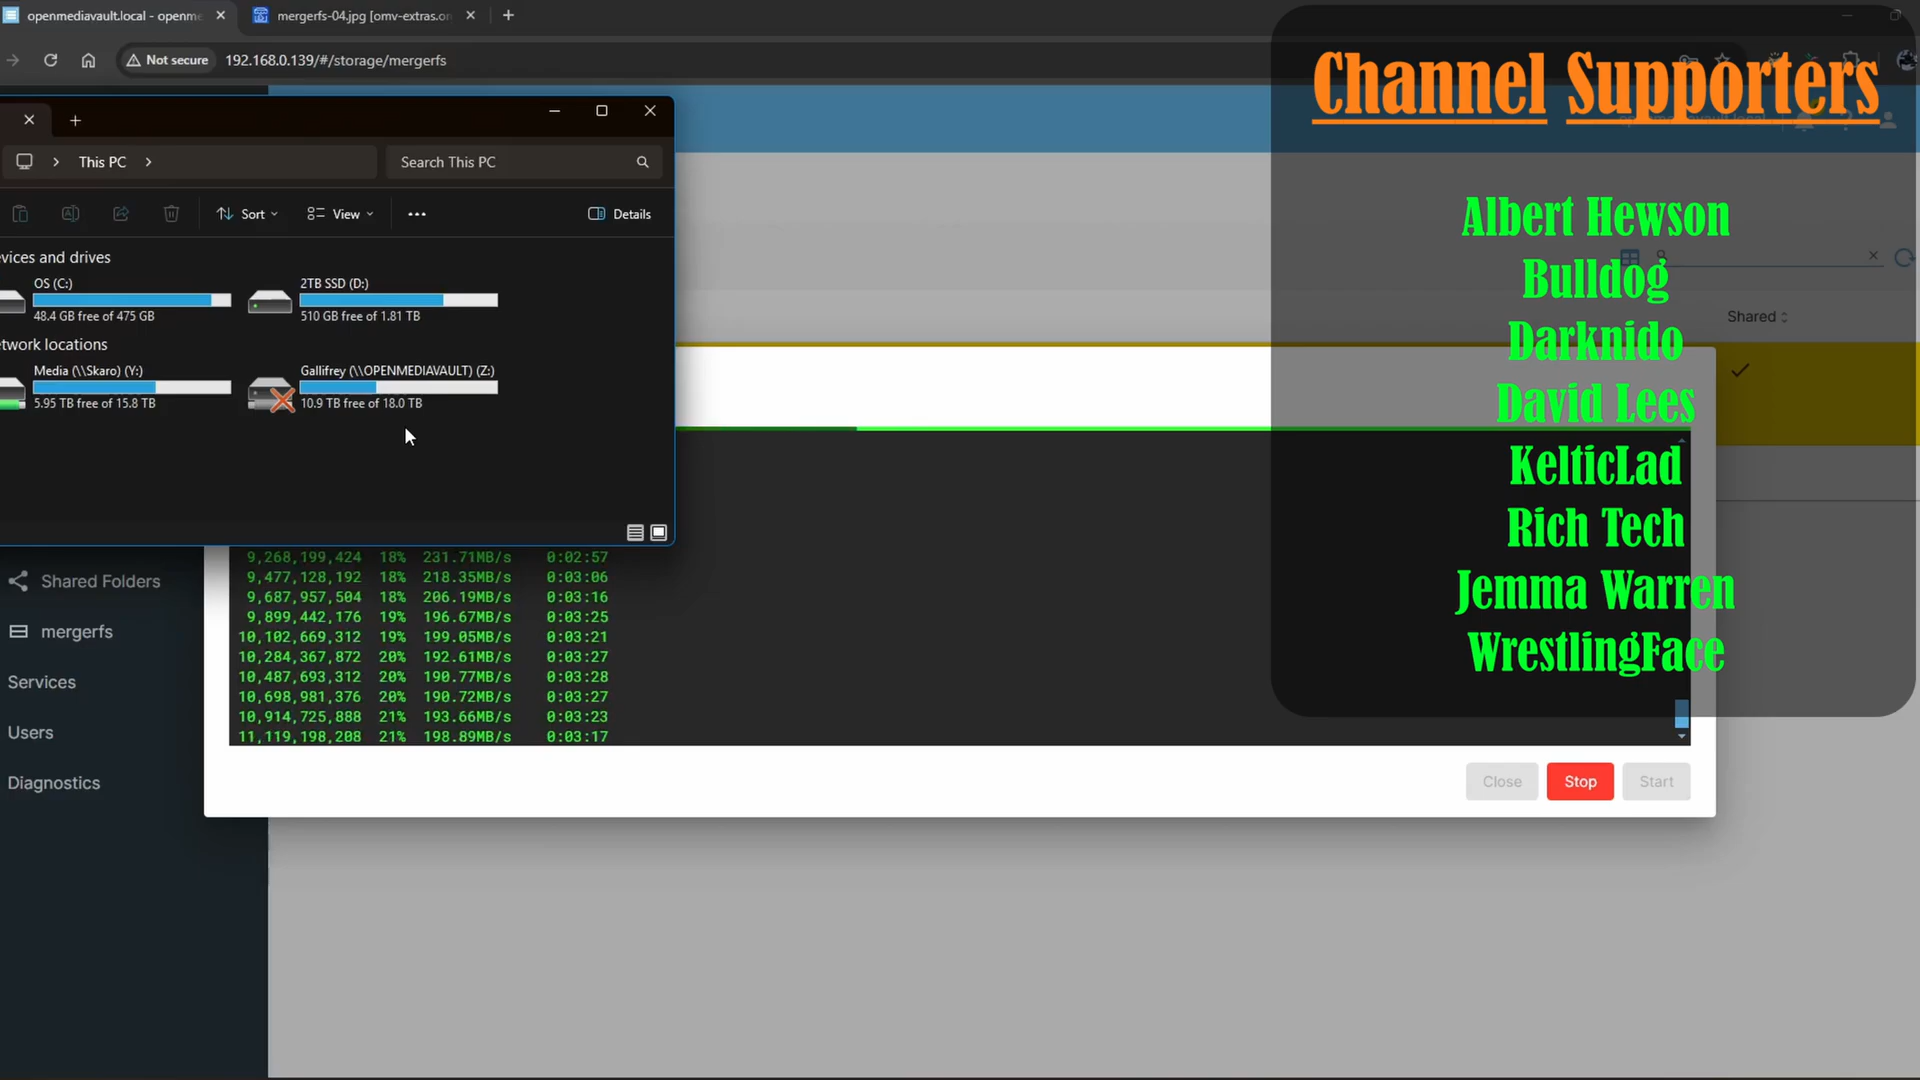 openmediavault.local - openme
mergerfs-04.jpg [omv-extras.or
Not secure
192.168.0.139/#/storage/mergerfs
This PC
Search This PC
Sort
View
Details
vices and drives
OS (C:)
48.4 GB free of 475 GB
2TB SSD (D:)
510 GB free of 1.81 TB
twork locations
Media (\\Skaro) (Y:)
5.95 TB free of 15.8 TB
Gallifrey (\\OPENMEDIAVAULT) (Z:)
10.9 TB free of 18.0 TB
Channel Supporters
Albert Hewson
Bulldog
Darknido
David Lees
KelticLad
Rich Tech
Jemma Warren
WrestlingFace
Shared
Shared Folders
mergerfs
Services
Users
Diagnostics
9,268,199,424 18% 231.71MB/s 0:02:57
9,477,128,192 18% 218.35MB/s 0:03:06
9,687,957,504 18% 206.19MB/s 0:03:16
9,899,442,176 19% 196.67MB/s 0:03:25
10,102,669,312 19% 199.05MB/s 0:03:21
10,284,367,872 20% 192.61MB/s 0:03:27
10,487,693,312 20% 190.77MB/s 0:03:28
10,698,981,376 20% 190.72MB/s 0:03:27
10,914,725,888 21% 193.66MB/s 0:03:23
11,119,198,208 21% 198.89MB/s 0:03:17
Close
Stop
Start